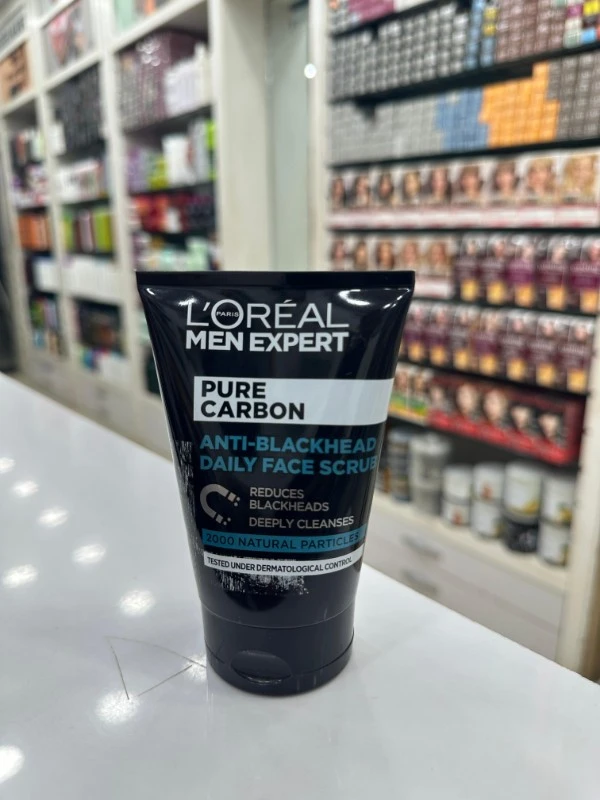 L'ORÉAL
PARIS
MEN EXPERT
PURE
CARBON
ANTI-BLACKHEAD
DAILY FACE SCRUB
REDUCES
BLACKHEADS
DEEPLY CLEANSES
2000 NATURAL PARTICLES
TESTED UNDER DERMATOLOGICAL CONTROL